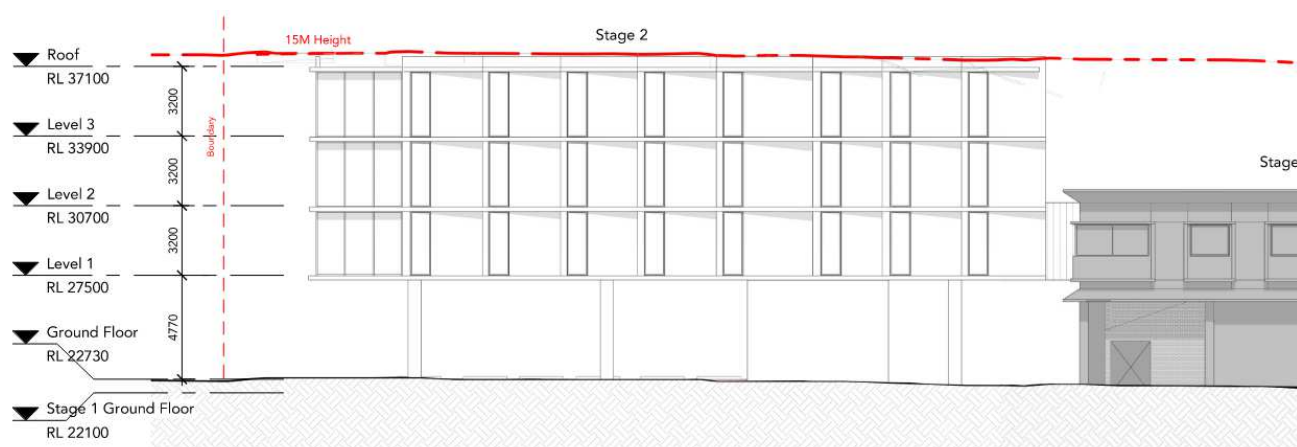 Roof
RL 37100
15M Height
Stage 2
3200
Level 3
RL 33900
Boundary
3200
Level 2
RL 30700
Stage
3200
Level 1
RL 27500
4770
Ground Floor
RL 22730
Stage 1 Ground Floor
RL 22100